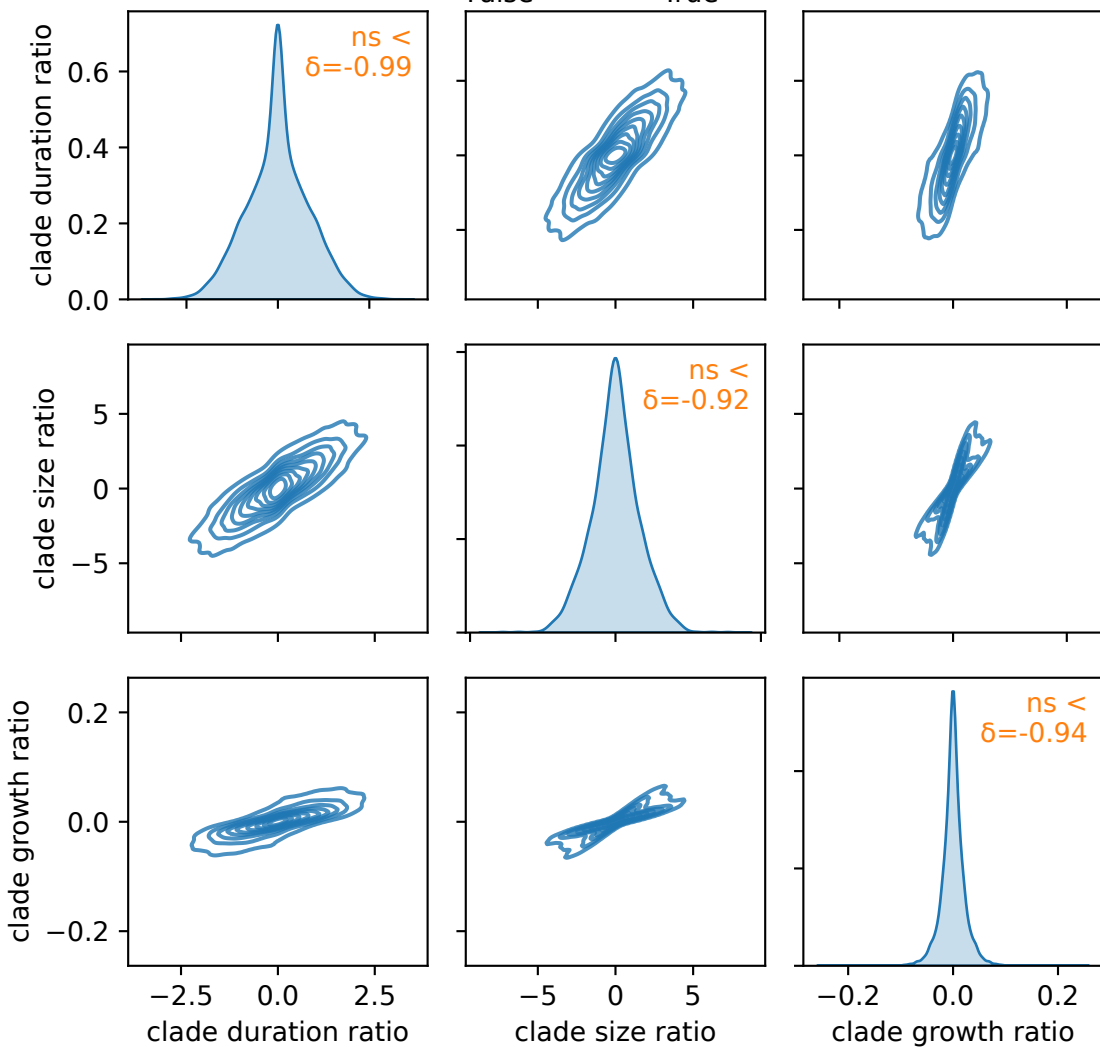 clade duration ratio
0.6
0.4
0.2
0.0
ns <
δ=-0.99
clade size ratio
5
0
−5
ns <
δ=-0.92
clade growth ratio
0.2
0.0
−0.2
ns <
δ=-0.94
−2.5 0.0 2.5
−5 0 5
−0.2 0.0 0.2
clade duration ratio
clade size ratio
clade growth ratio